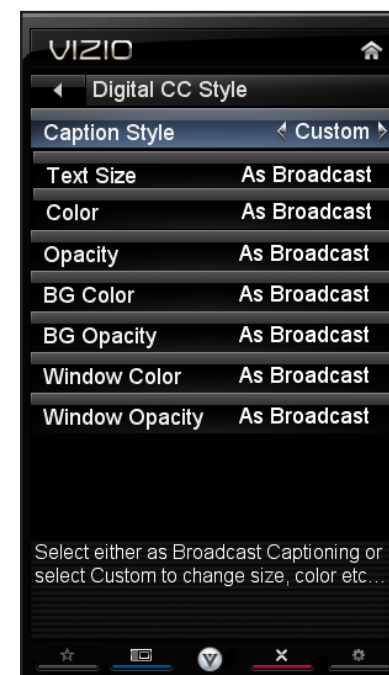 VIZIO
Digital CC Style
Caption Style Custom
Text Size As Broadcast
Color As Broadcast
Opacity As Broadcast
BG Color As Broadcast
BG Opacity As Broadcast
Window Color As Broadcast
Window Opacity As Broadcast
Select either as Broadcast Captioning or
select Custom to change size, color etc...
V